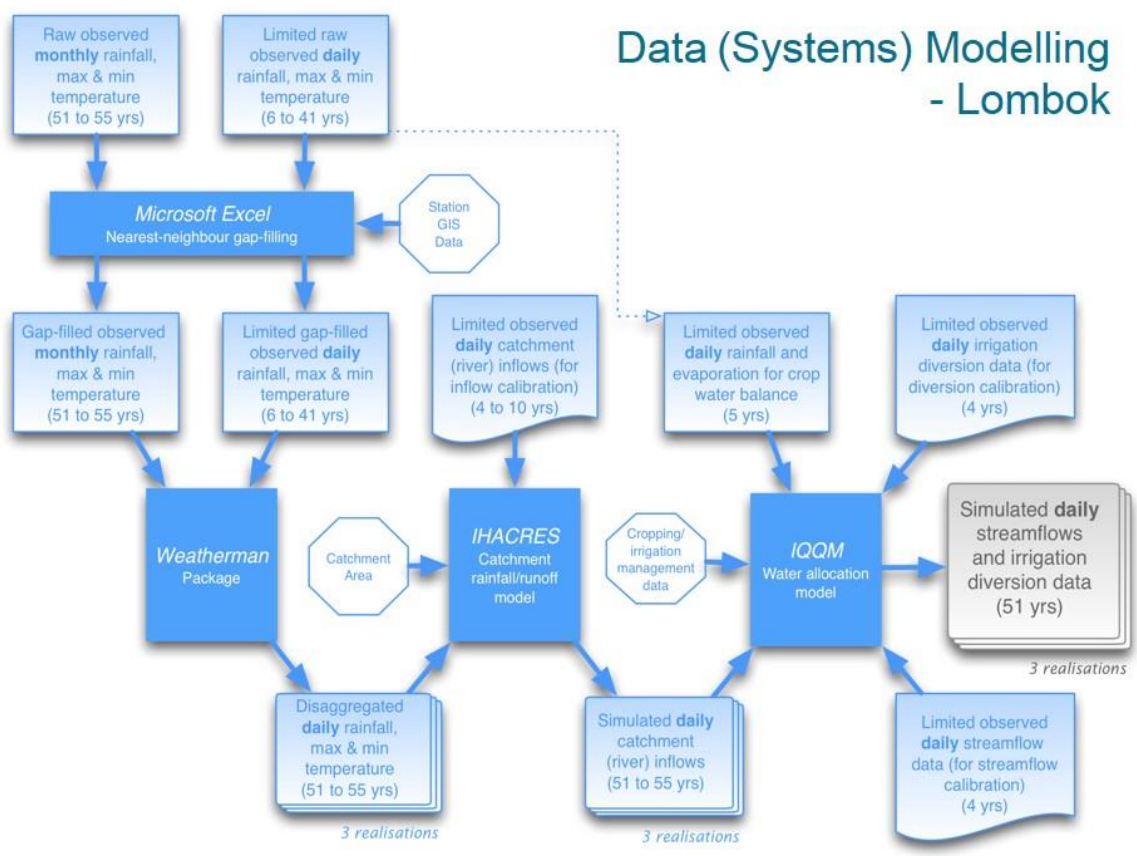 Data (Systems) Modelling
- Lombok
Raw observed
monthly rainfall,
max & min
temperature
(51 to 55 yrs)
Limited raw
observed daily
rainfall, max & min
temperature
(6 to 41 yrs)
Microsoft Excel
Nearest-neighbour gap-filling
Station
GIS
Data
Gap-filled observed
monthly rainfall,
max & min
temperature
(51 to 55 yrs)
Limited gap-filled
observed daily
rainfall, max & min
temperature
(6 to 41 yrs)
Limited observed
daily catchment
(river) inflows (for
inflow calibration)
(4 to 10 yrs)
Limited observed
daily rainfall and
evaporation for crop
water balance
(5 yrs)
Limited observed
daily irrigation
diversion data (for
diversion calibration)
(4 yrs)
Weatherman
Package
Catchment
Area
IHACRES
Catchment
rainfall/runoff
model
Cropping/
irrigation
management
data
IQQM
Water allocation
model
Simulated daily
streamflows
and irrigation
diversion data
(51 yrs)
3 realisations
Disaggregated
daily rainfall,
max & min
temperature
(51 to 55 yrs)
3 realisations
Simulated daily
catchment
(river) inflows
(51 to 55 yrs)
3 realisations
Limited observed
daily streamflow
data (for streamflow
calibration)
(4 yrs)